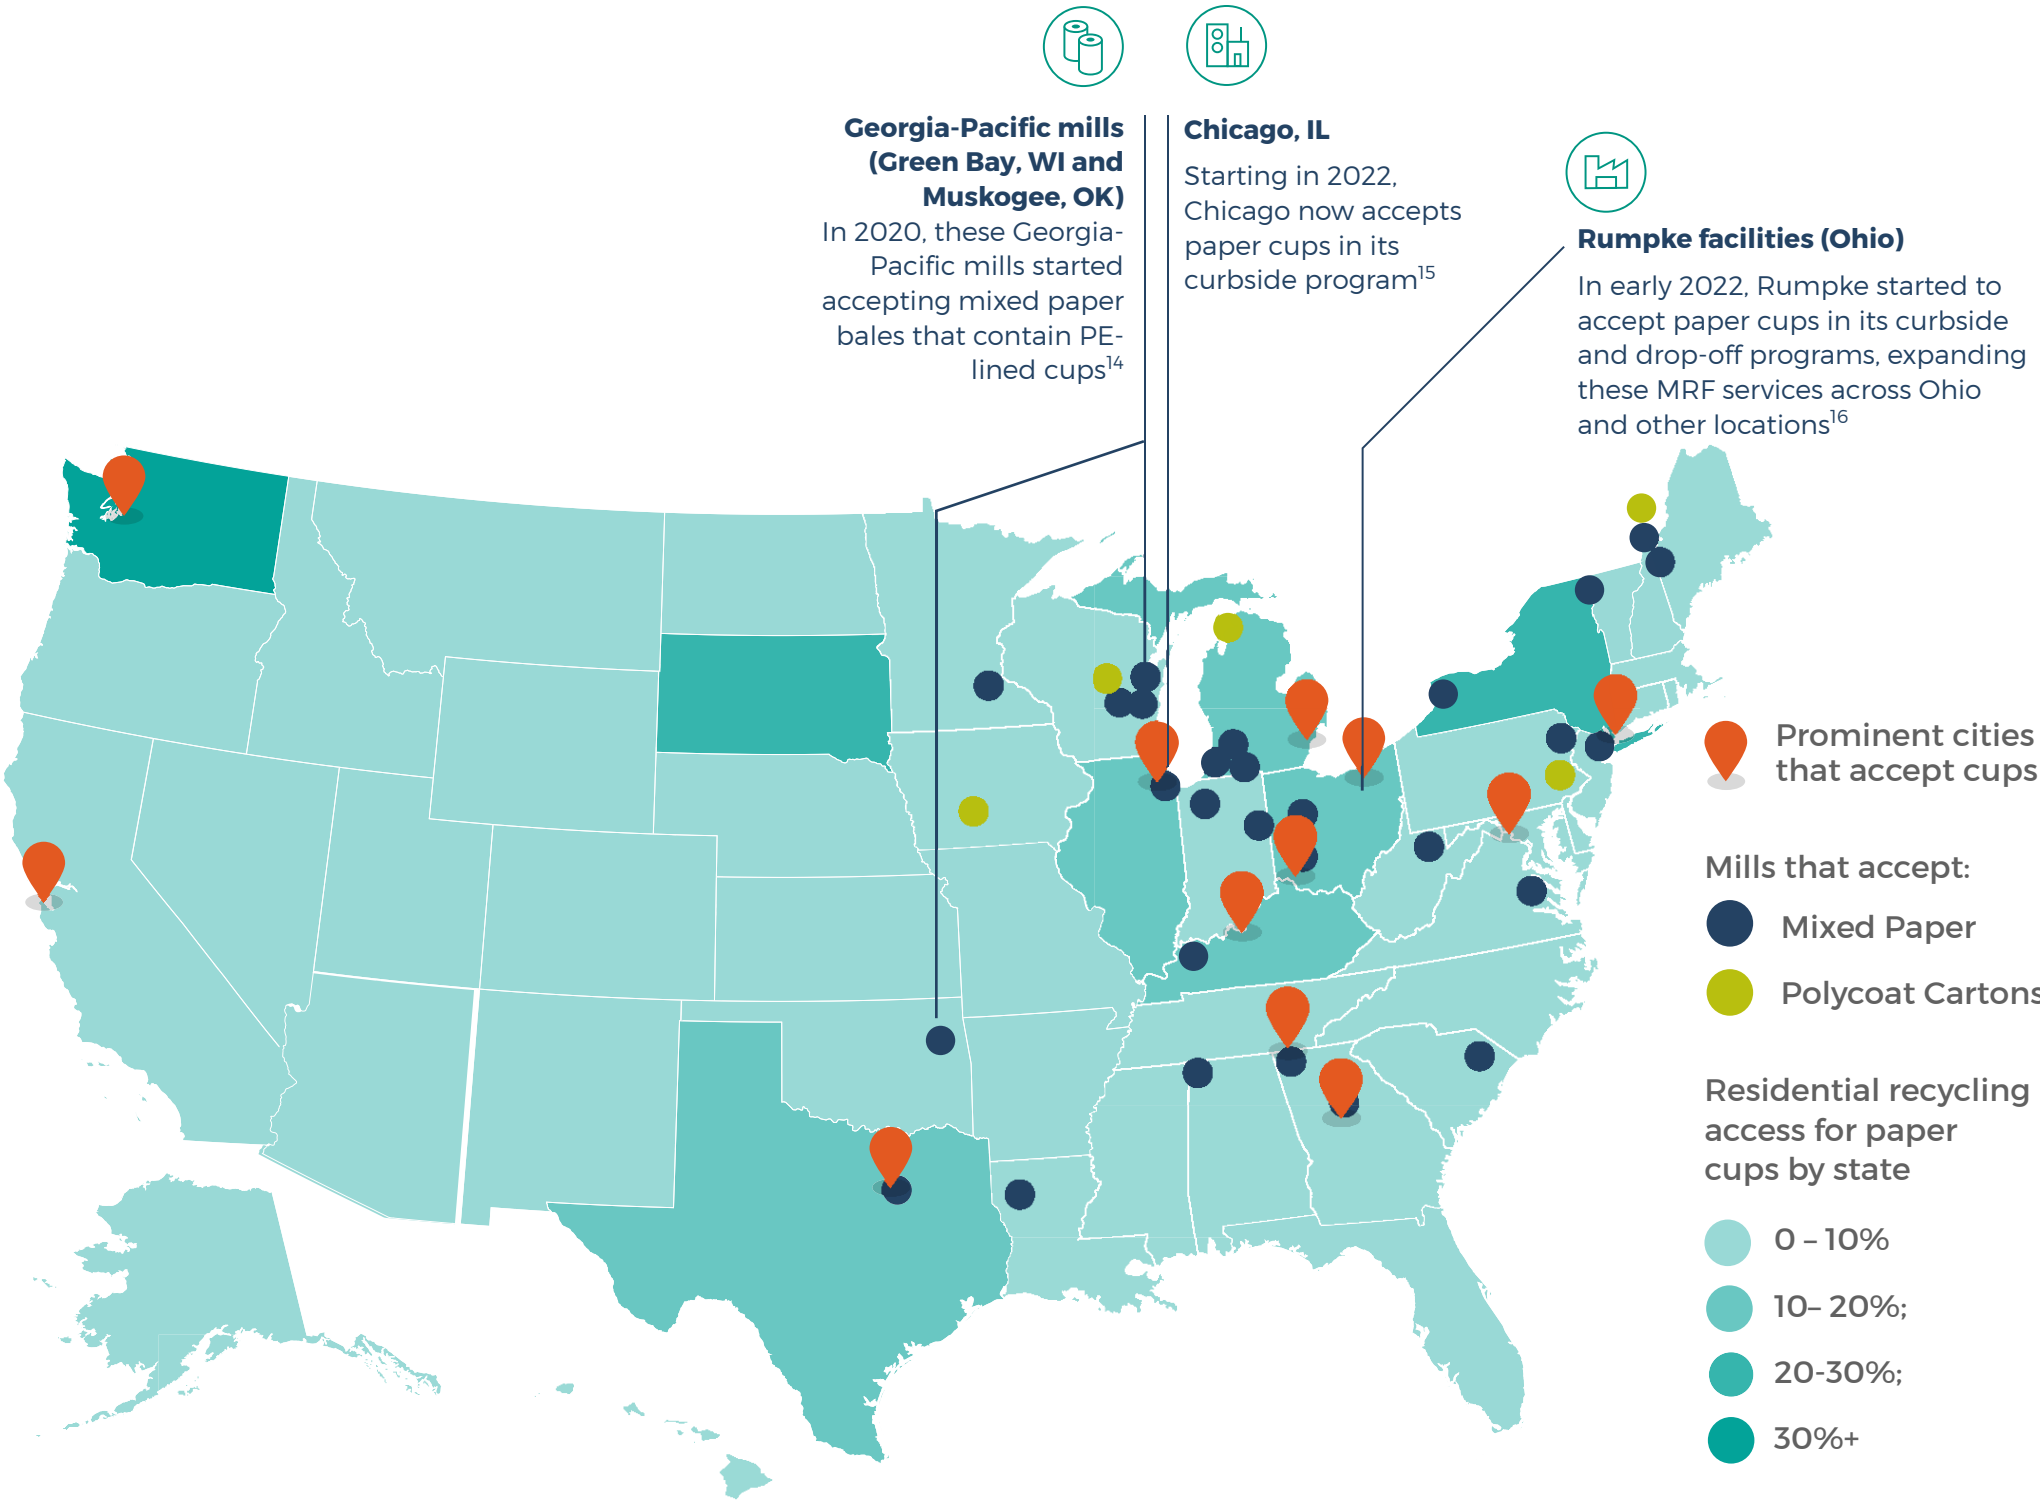 Georgia-Pacific mills
(Green Bay, WI and
Muskogee, OK)
In 2020, these Georgia-
Pacific mills started
accepting mixed paper
bales that contain PE-
lined cups14
Chicago, IL
Starting in 2022,
Chicago now accepts
paper cups in its
curbside program15
Rumpke facilities (Ohio)
In early 2022, Rumpke started to
accept paper cups in its curbside
and drop-off programs, expanding
these MRF services across Ohio
and other locations16
Prominent cities
that accept cups
Mills that accept:
Mixed Paper
Polycoat Cartons
Residential recycling
access for paper
cups by state
0 – 10%
10– 20%;
20-30%;
30%+